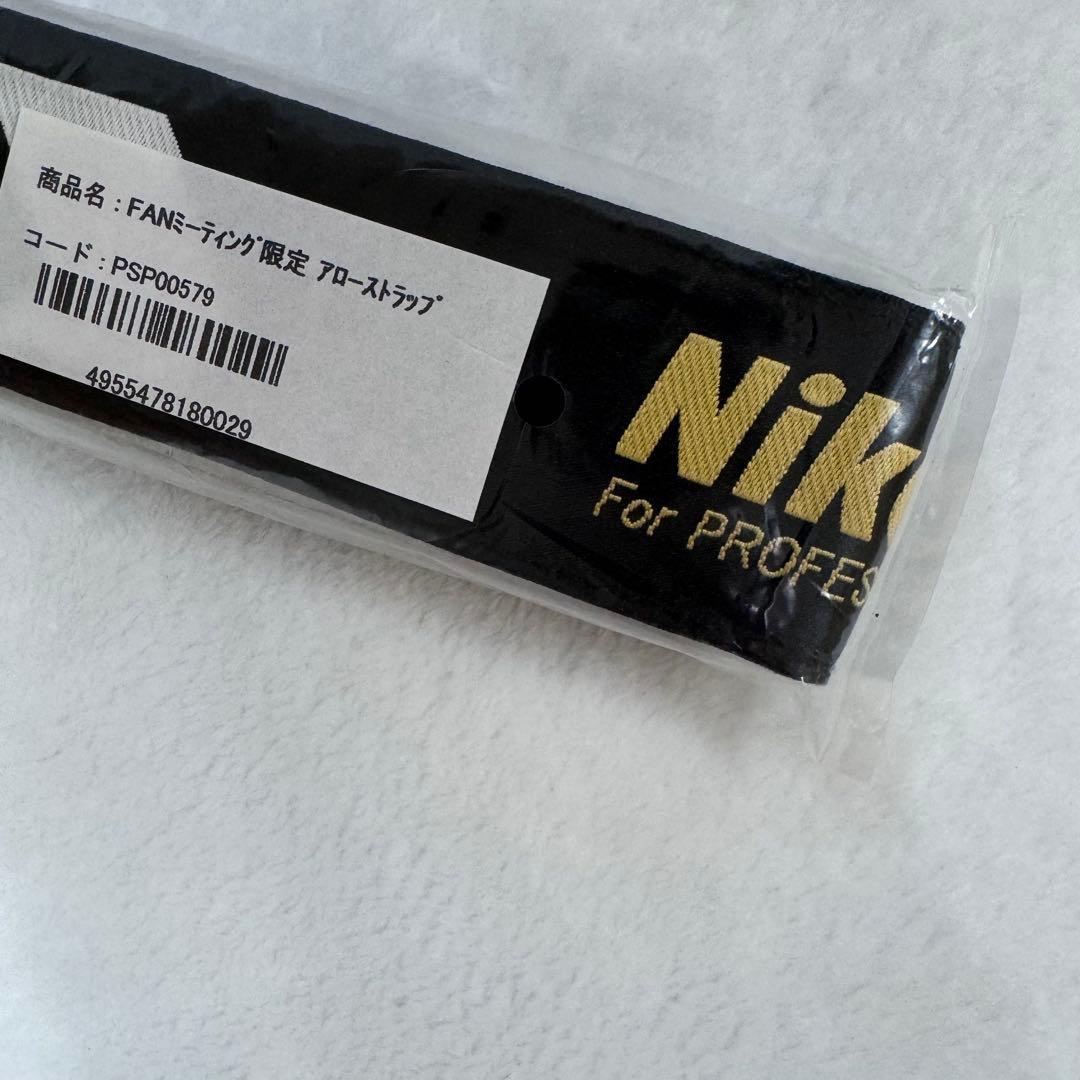 商品名：FANﾐｰﾃｨﾝｸﾞ限定 ｱﾛｰｽﾄﾗｯﾌﾟ
コード：PSP00579
4955478180029
Nik
For PROFES